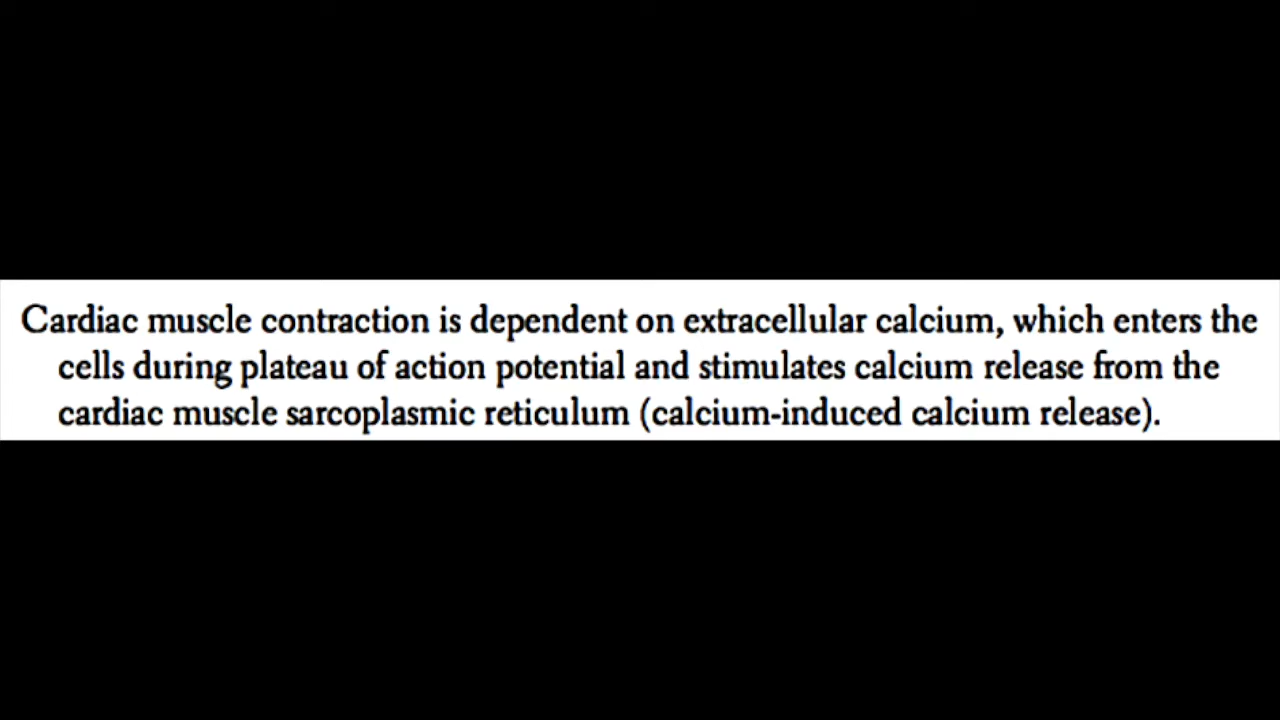 Cardiac muscle contraction is dependent on extracellular calcium, which enters the
cells during plateau of action potential and stimulates calcium release from the
cardiac muscle sarcoplasmic reticulum (calcium-induced calcium release).